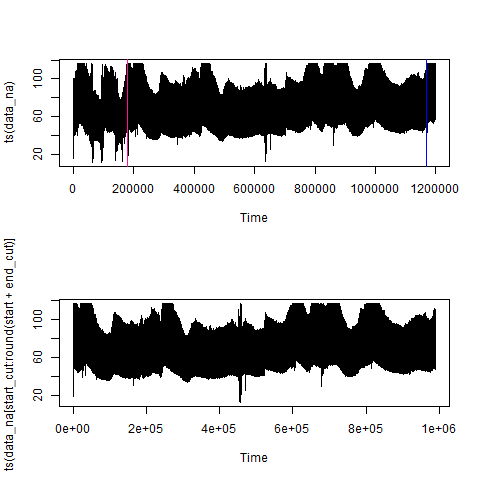 ts(data_na)
100
60
20
0 200000 400000 600000 800000 1000000 1200000
Time
ts(data_na[start_cut:round(start + end_cut)]
100
60
20
0e+00 2e+05 4e+05 6e+05 8e+05 1e+06
Time